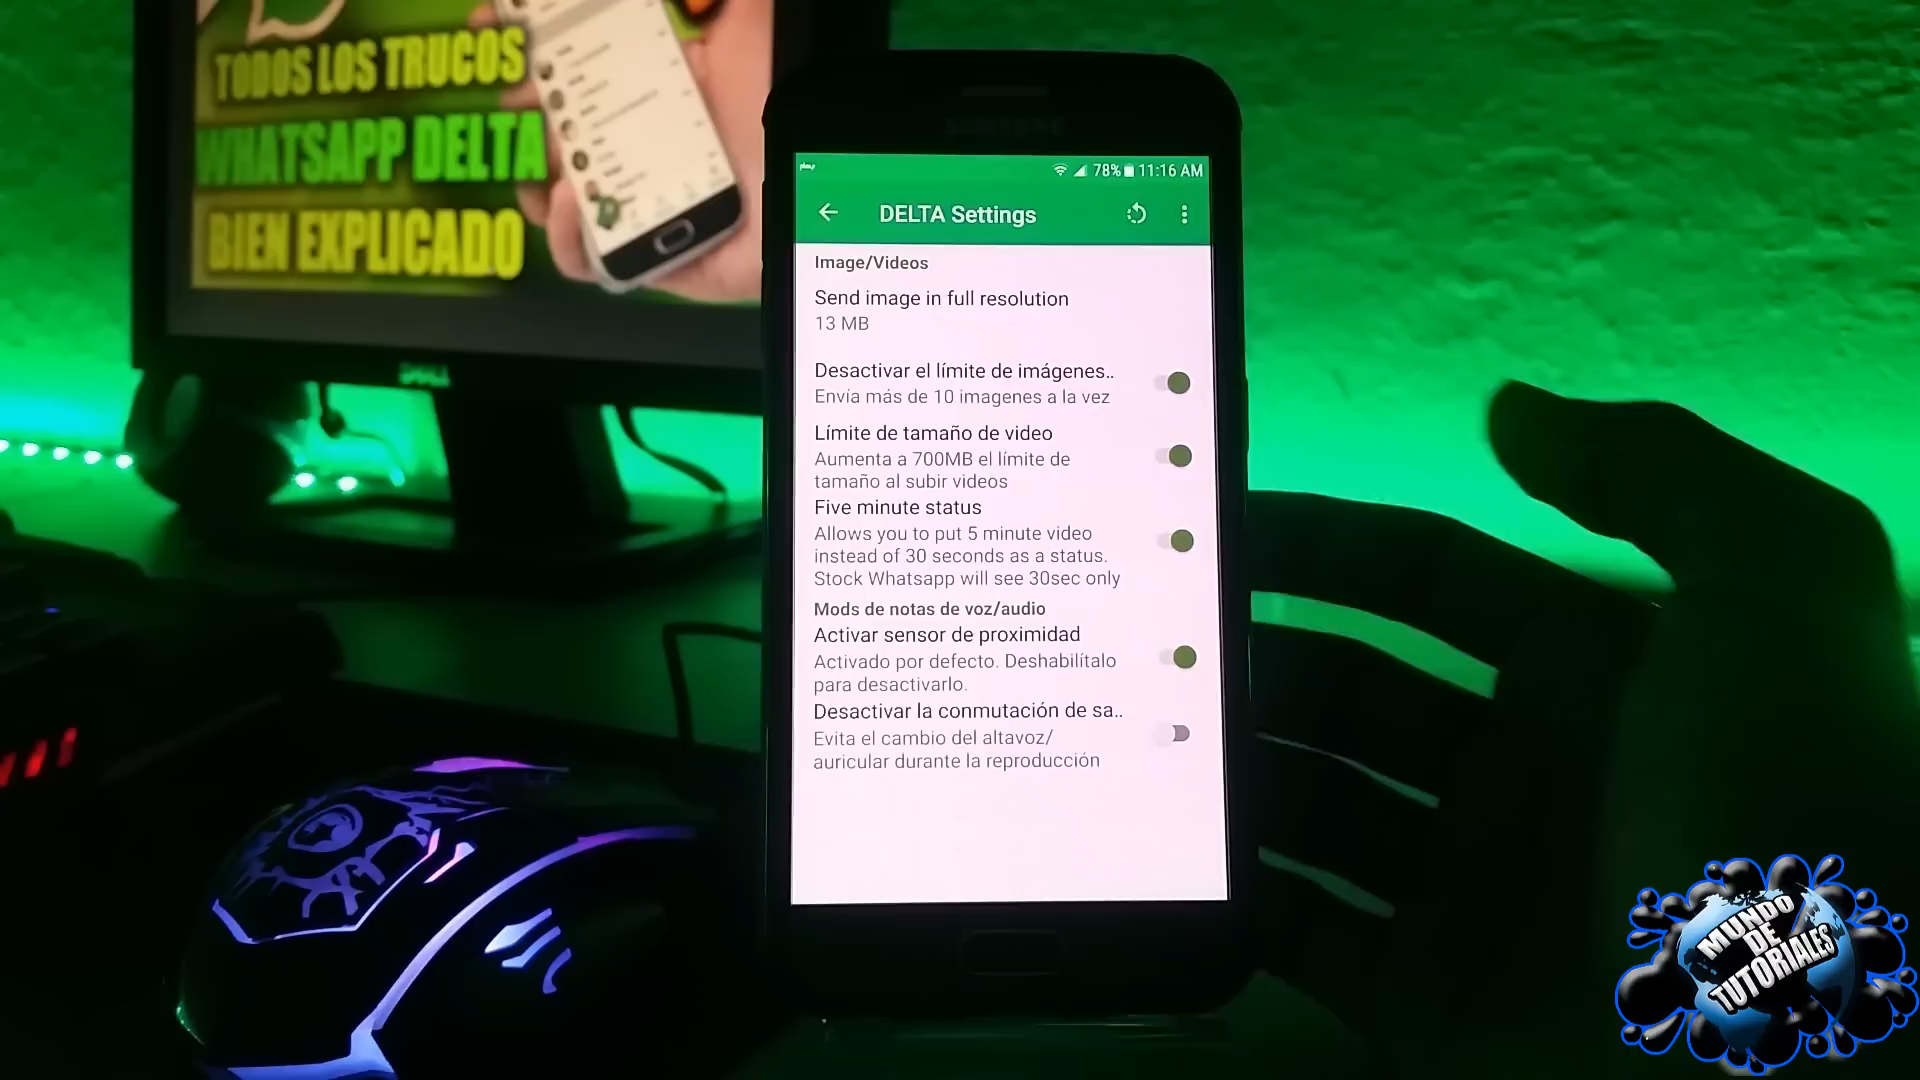 TODOS LOS TRUCOS
WHATSAPP DELTA
BIEN EXPLICADO
DELL
SAMSUNG
78% 11:16 AM
DELTA Settings
Image/Videos
Send image in full resolution
13 MB
Desactivar el límite de imágenes..
Envía más de 10 imagenes a la vez
Límite de tamaño de video
Aumenta a 700MB el límite de
tamaño al subir videos
Five minute status
Allows you to put 5 minute video
instead of 30 seconds as a status.
Stock Whatsapp will see 30sec only
Mods de notas de voz/audio
Activar sensor de proximidad
Activado por defecto. Deshabilítalo
para desactivarlo.
Desactivar la conmutación de sa..
Evita el cambio del altavoz/
auricular durante la reproducción
MUNDO
DE
TUTORIALES